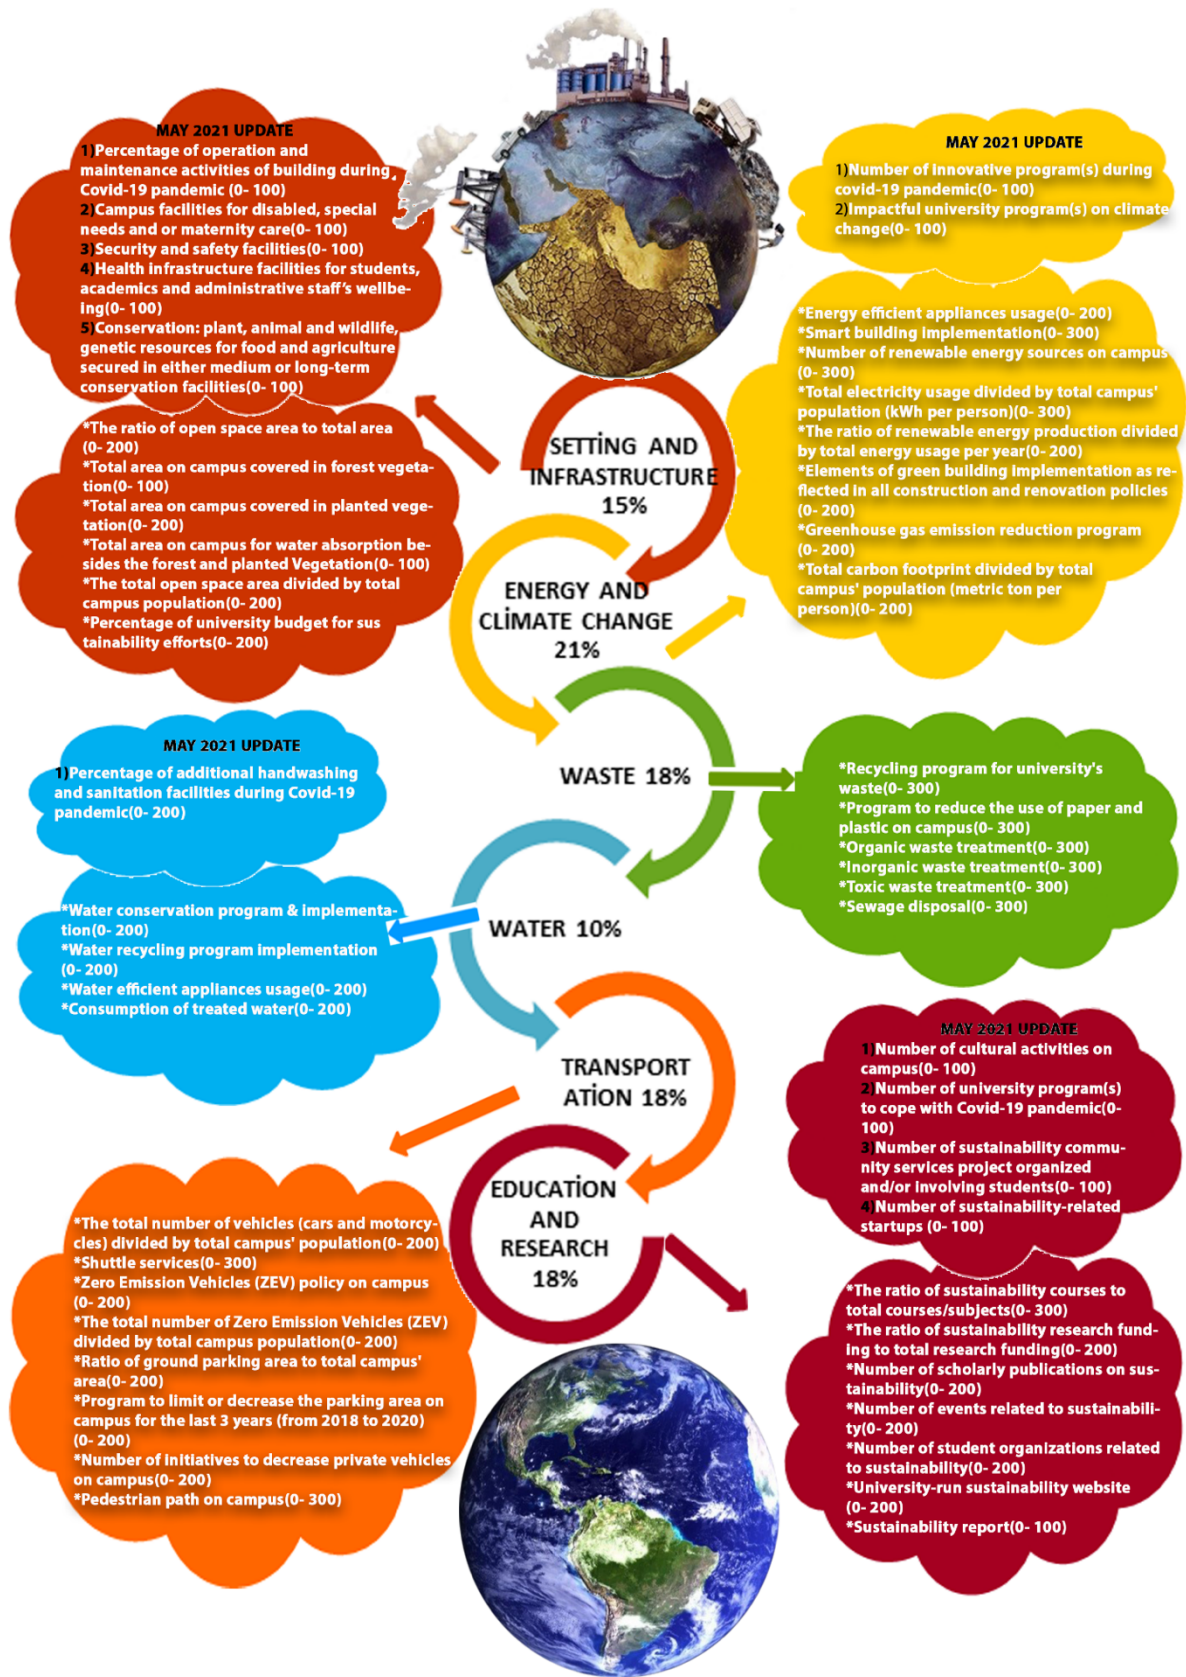 MAY 2021 UPDATE
1)Percentage of operation and
maintenance activities of building during
Covid-19 pandemic (0- 100)
2)Campus facilities for disabled, special
needs and or maternity care(0- 100)
3)Security and safety facilities(0- 100)
4)Health infrastructure facilities for students,
academics and administrative staff's wellbe-
ing(0- 100)
5)Conservation: plant, animal and wildlife,
genetic resources for food and agriculture
secured in either medium or long-term
conservation facilities(0- 100)
*The ratio of open space area to total area
(0- 200)
*Total area on campus covered in forest vegeta-
tion(0- 100)
*Total area on campus covered in planted vege-
tation(0- 200)
*Total area on campus for water absorption be-
sides the forest and planted Vegetation(0- 100)
*The total open space area divided by total
campus population(0- 200)
*Percentage of university budget for sus
tainability efforts(0- 200)
SETTİNG AND
INFRASTRUCTURE
15%
MAY 2021 UPDATE
1)Number of innovative program(s) during
covid-19 pandemic(0- 100)
2)Impactful university program(s) on climate
change(0- 100)
*Energy efficient appliances usage(0- 200)
*Smart building implementation(0- 300)
*Number of renewable energy sources on campus
(0- 300)
*Total electricity usage divided by total campus'
population (kWh per person)(0- 300)
*The ratio of renewable energy production divided
by total energy usage per year(0- 200)
*Elements of green building implementation as re-
flected in all construction and renovation policies
(0- 200)
*Greenhouse gas emission reduction program
(0- 200)
*Total carbon footprint divided by total
campus' population (metric ton per
person)(0- 200)
ENERGY AND
CLİMATE CHANGE
21%
WASTE 18%
*Recycling program for university's
waste(0- 300)
*Program to reduce the use of paper and
plastic on campus(0- 300)
*Organic waste treatment(0- 300)
*Inorganic waste treatment(0- 300)
*Toxic waste treatment(0- 300)
*Sewage disposal(0- 300)
MAY 2021 UPDATE
1)Percentage of additional handwashing
and sanitation facilities during Covid-19
pandemic(0- 200)
*Water conservation program & implementa-
tion(0- 200)
*Water recycling program implementation
(0- 200)
*Water efficient appliances usage(0- 200)
*Consumption of treated water(0- 200)
WATER 10%
TRANSPORT
ATİON 18%
*The total number of vehicles (cars and motorcy-
cles) divided by total campus' population(0- 200)
*Shuttle services(0- 300)
*Zero Emission Vehicles (ZEV) policy on campus
(0- 200)
*The total number of Zero Emission Vehicles (ZEV)
divided by total campus population(0- 200)
*Ratio of ground parking area to total campus'
area(0- 200)
*Program to limit or decrease the parking area on
campus for the last 3 years (from 2018 to 2020)
(0- 200)
*Number of initiatives to decrease private vehicles
on campus(0- 200)
*Pedestrian path on campus(0- 300)
EDUCATİON
AND
RESEARCH
18%
MAY 2021 UPDATE
1)Number of cultural activities on
campus(0- 100)
2)Number of university program(s)
to cope with Covid-19 pandemic(0-
100)
3)Number of sustainability commu-
nity services project organized
and/or involving students(0- 100)
4)Number of sustainability-related
startups (0- 100)
*The ratio of sustainability courses to
total courses/subjects(0- 300)
*The ratio of sustainability research fund-
ing to total research funding(0- 200)
*Number of scholarly publications on sus-
tainability(0- 200)
*Number of events related to sustainabili-
ty(0- 200)
*Number of student organizations related
to sustainability(0- 200)
*University-run sustainability website
(0- 200)
*Sustainability report(0- 100)